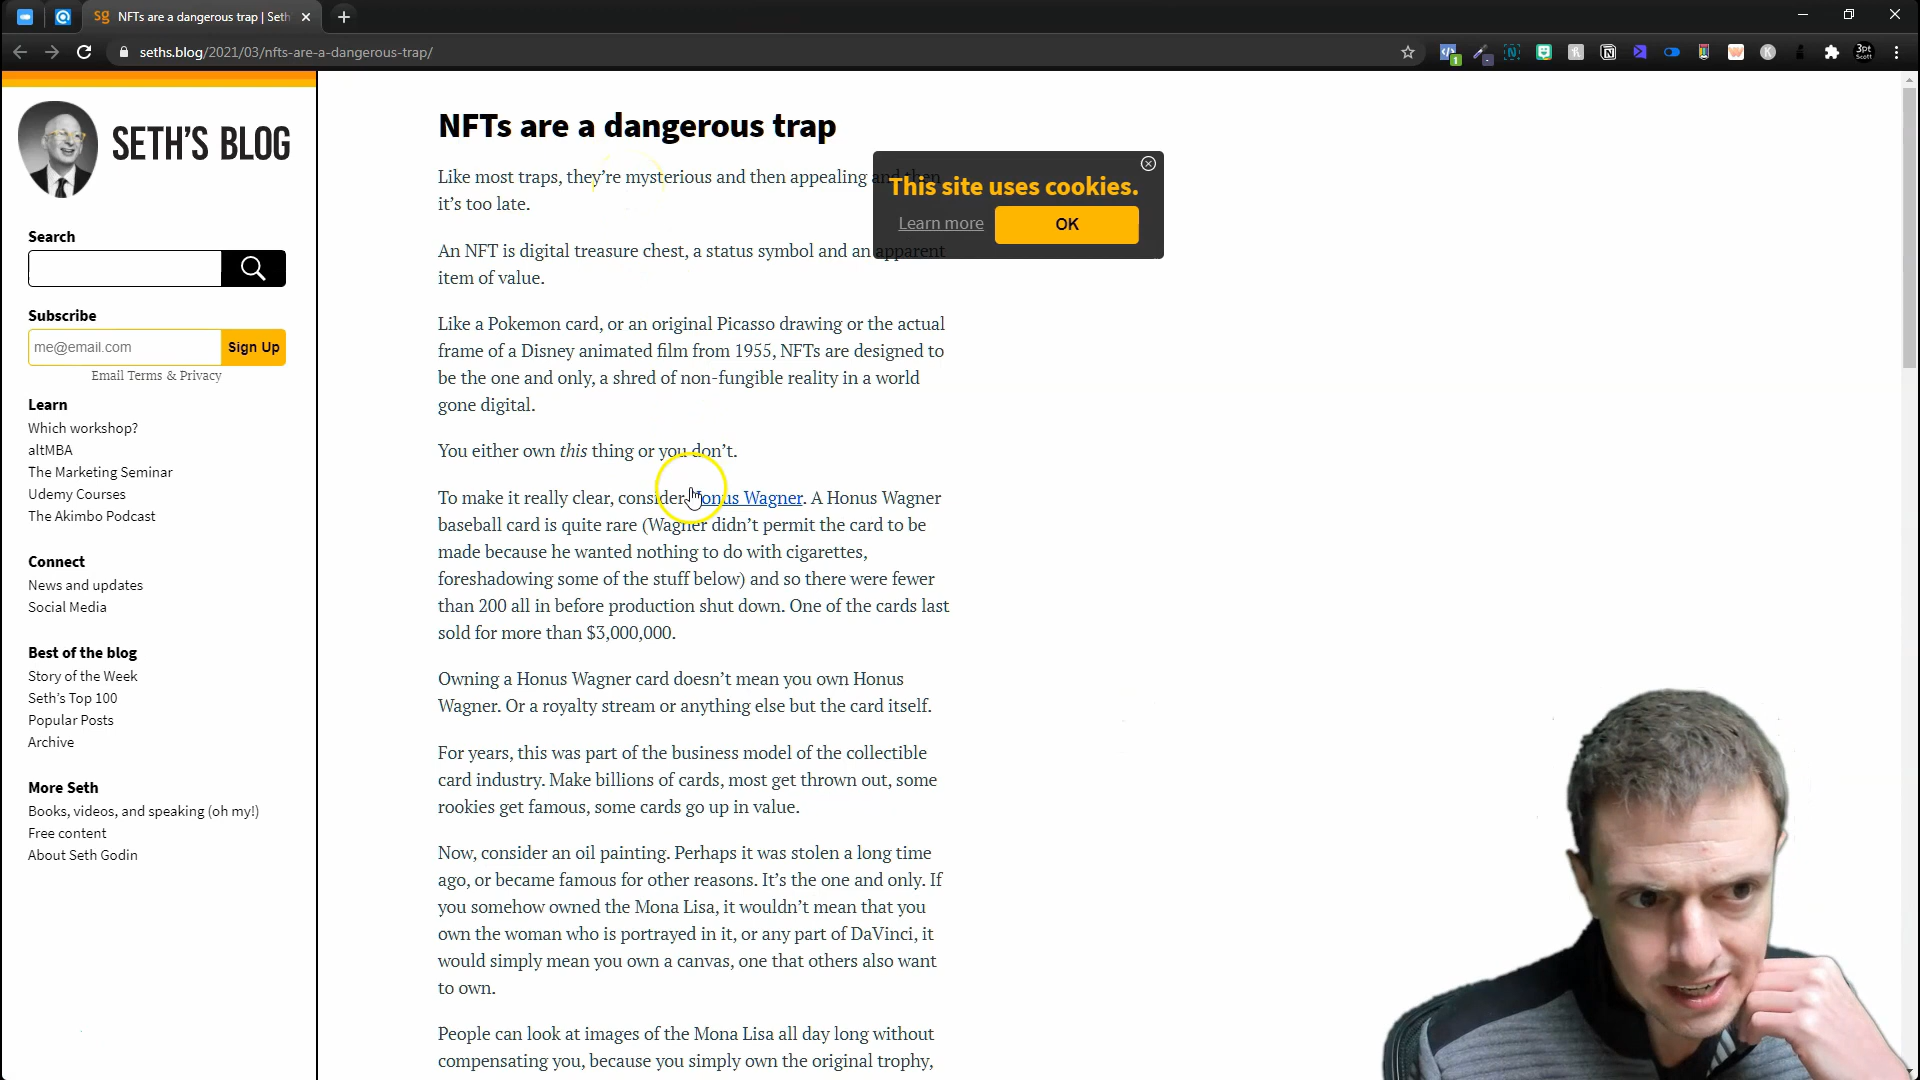 sg NFTs are a dangerous trap | Seth
seths.blog/2021/03/nfts-are-a-dangerous-trap/
1
3pt
Scott
SETH'S BLOG
Search
Subscribe
me@email.com
Sign Up
Email Terms & Privacy
Learn
Which workshop?
altMBA
The Marketing Seminar
Udemy Courses
The Akimbo Podcast
Connect
News and updates
Social Media
Best of the blog
Story of the Week
Seth's Top 100
Popular Posts
Archive
More Seth
Books, videos, and speaking (oh my!)
Free content
About Seth Godin
NFTs are a dangerous trap
Like most traps, they're mysterious and then appealing and then
it's too late.
An NFT is digital treasure chest, a status symbol and an apparent
item of value.
Like a Pokemon card, or an original Picasso drawing or the actual
frame of a Disney animated film from 1955, NFTs are designed to
be the one and only, a shred of non-fungible reality in a world
gone digital.
You either own this thing or you don't.
To make it really clear, consider Honus Wagner. A Honus Wagner
baseball card is quite rare (Wagner didn't permit the card to be
made because he wanted nothing to do with cigarettes,
foreshadowing some of the stuff below) and so there were fewer
than 200 all in before production shut down. One of the cards last
sold for more than $3,000,000.
Owning a Honus Wagner card doesn't mean you own Honus
Wagner. Or a royalty stream or anything else but the card itself.
For years, this was part of the business model of the collectible
card industry. Make billions of cards, most get thrown out, some
rookies get famous, some cards go up in value.
Now, consider an oil painting. Perhaps it was stolen a long time
ago, or became famous for other reasons. It's the one and only. If
you somehow owned the Mona Lisa, it wouldn't mean that you
own the woman who is portrayed in it, or any part of DaVinci, it
would simply mean you own a canvas, one that others also want
to own.
People can look at images of the Mona Lisa all day long without
compensating you, because you simply own the original trophy,
This site uses cookies.
Learn more
OK